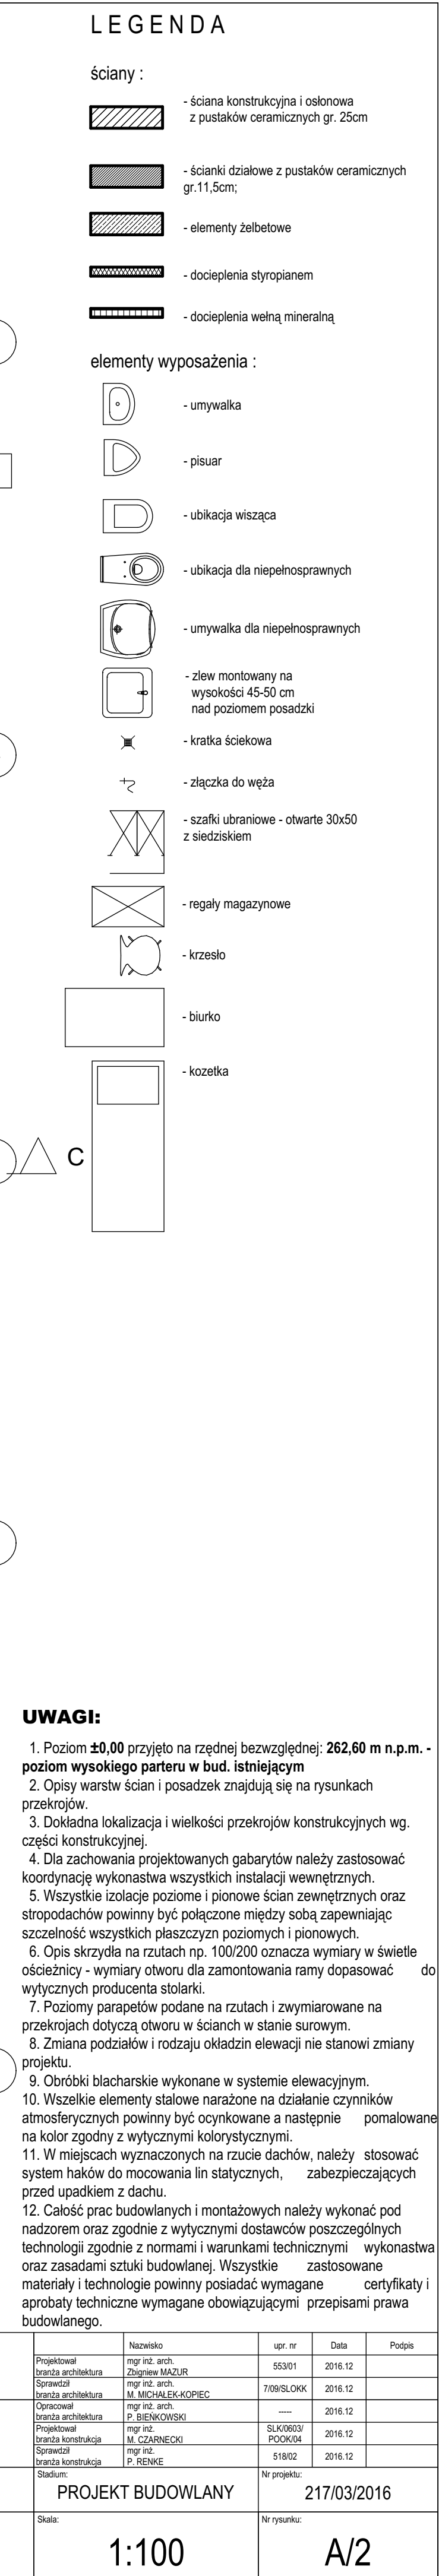 LEGENDA
ściany :
- ściana konstrukcyjna i osłonowa
z pustaków ceramicznych gr. 25cm
- ścianki działowe z pustaków ceramicznych
gr.11,5cm;
- elementy żelbetowe
- docieplenia styropianem
- docieplenia wełną mineralną
elementy wyposażenia :
- umywalka
- pisuar
- ubikacja wisząca
- ubikacja dla niepełnosprawnych
- umywalka dla niepełnosprawnych
- zlew montowany na
wysokości 45-50 cm
nad poziomem posadzki
- kratka ściekowa
- złączka do węża
- szafki ubraniowe - otwarte 30x50
z siedziskiem
- regały magazynowe
- krzesło
- biurko
- kozetka
C
UWAGI:
1. Poziom ±0,00 przyjęto na rzędnej bezwzględnej: 262,60 m n.p.m. -
poziom wysokiego parteru w bud. istniejącym
2. Opisy warstw ścian i posadzek znajdują się na rysunkach
przekrojów.
3. Dokładna lokalizacja i wielkości przekrojów konstrukcyjnych wg.
części konstrukcyjnej.
4. Dla zachowania projektowanych gabarytów należy zastosować
koordynację wykonastwa wszystkich instalacji wewnętrznych.
5. Wszystkie izolacje poziome i pionowe ścian zewnętrznych oraz
stropodachów powinny być połączone między sobą zapewniając
szczelność wszystkich płaszczyzn poziomych i pionowych.
6. Opis skrzydła na rzutach np. 100/200 oznacza wymiary w świetle
ościeżnicy - wymiary otworu dla zamontowania ramy dopasować do
wytycznych producenta stolarki.
7. Poziomy parapetów podane na rzutach i zwymiarowane na
przekrojach dotyczą otworu w ścianch w stanie surowym.
8. Zmiana podziałów i rodzaju okładzin elewacji nie stanowi zmiany
projektu.
9. Obróbki blacharskie wykonane w systemie elewacyjnym.
10. Wszelkie elementy stalowe narażone na działanie czynników
atmosferycznych powinny być ocynkowane a następnie pomalowane
na kolor zgodny z wytycznymi kolorystycznymi.
11. W miejscach wyznaczonych na rzucie dachów, należy stosować
system haków do mocowania lin statycznych, zabezpieczających
przed upadkiem z dachu.
12. Całość prac budowlanych i montażowych należy wykonać pod
nadzorem oraz zgodnie z wytycznymi dostawców poszczególnych
technologii zgodnie z normami i warunkami technicznymi wykonastwa
oraz zasadami sztuki budowlanej. Wszystkie zastosowane
materiały i technologie powinny posiadać wymagane certyfikaty i
aprobaty techniczne wymagane obowiązującymi przepisami prawa
budowlanego.
Nazwisko upr. nr Data Podpis
Projektował mgr inż. arch.
branża architektura Zbigniew MAZUR 553/01 2016.12
Sprawdził mgr inż. arch.
branża architektura M. MICHAŁEK-KOPIEC 7/09/SLOKK 2016.12
Opracował mgr inż. arch.
branża architektura P. BIEŃKOWSKI ----- 2016.12
Projektował mgr inż. SLK/0603/
branża konstrukcja M. CZARNECKI POOK/04 2016.12
Sprawdził mgr inż.
branża konstrukcja P. RENKE 518/02 2016.12
Stadium: Nr projektu:
PROJEKT BUDOWLANY 217/03/2016
Skala: Nr rysunku:
1:100 A/2